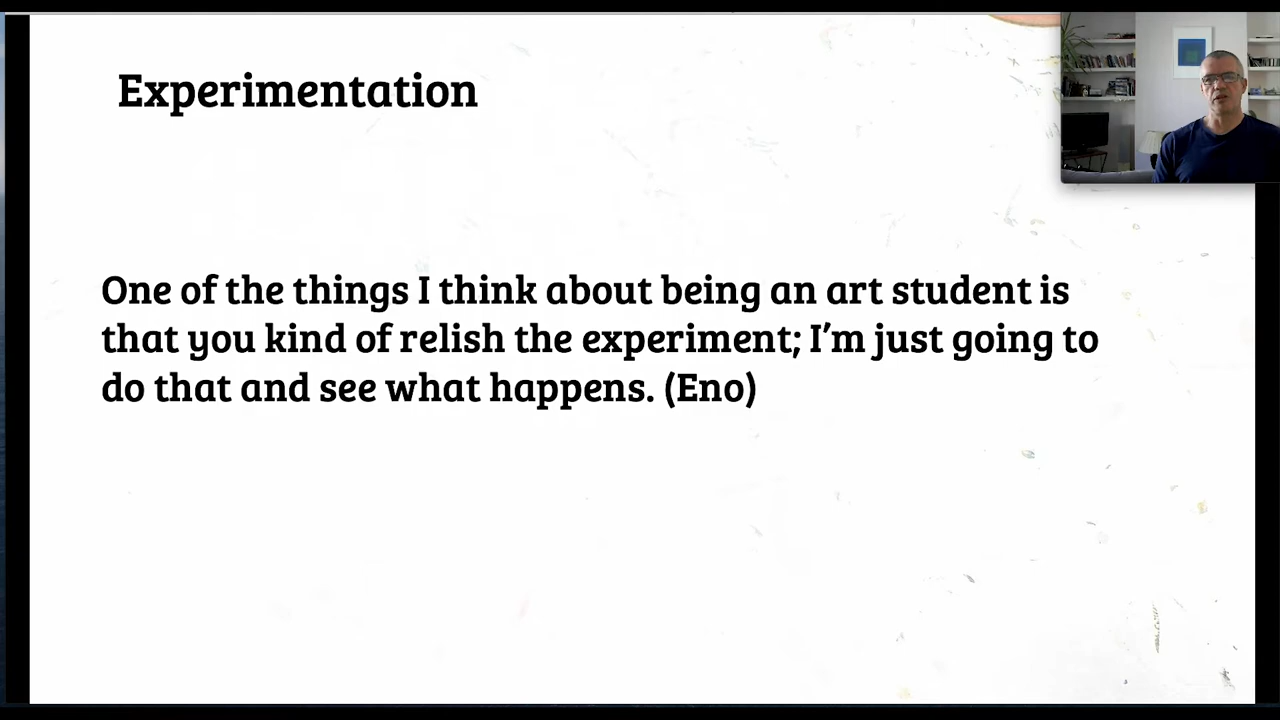 Experimentation
One of the things I think about being an art student is
that you kind of relish the experiment; I’m just going to
do that and see what happens. (Eno)